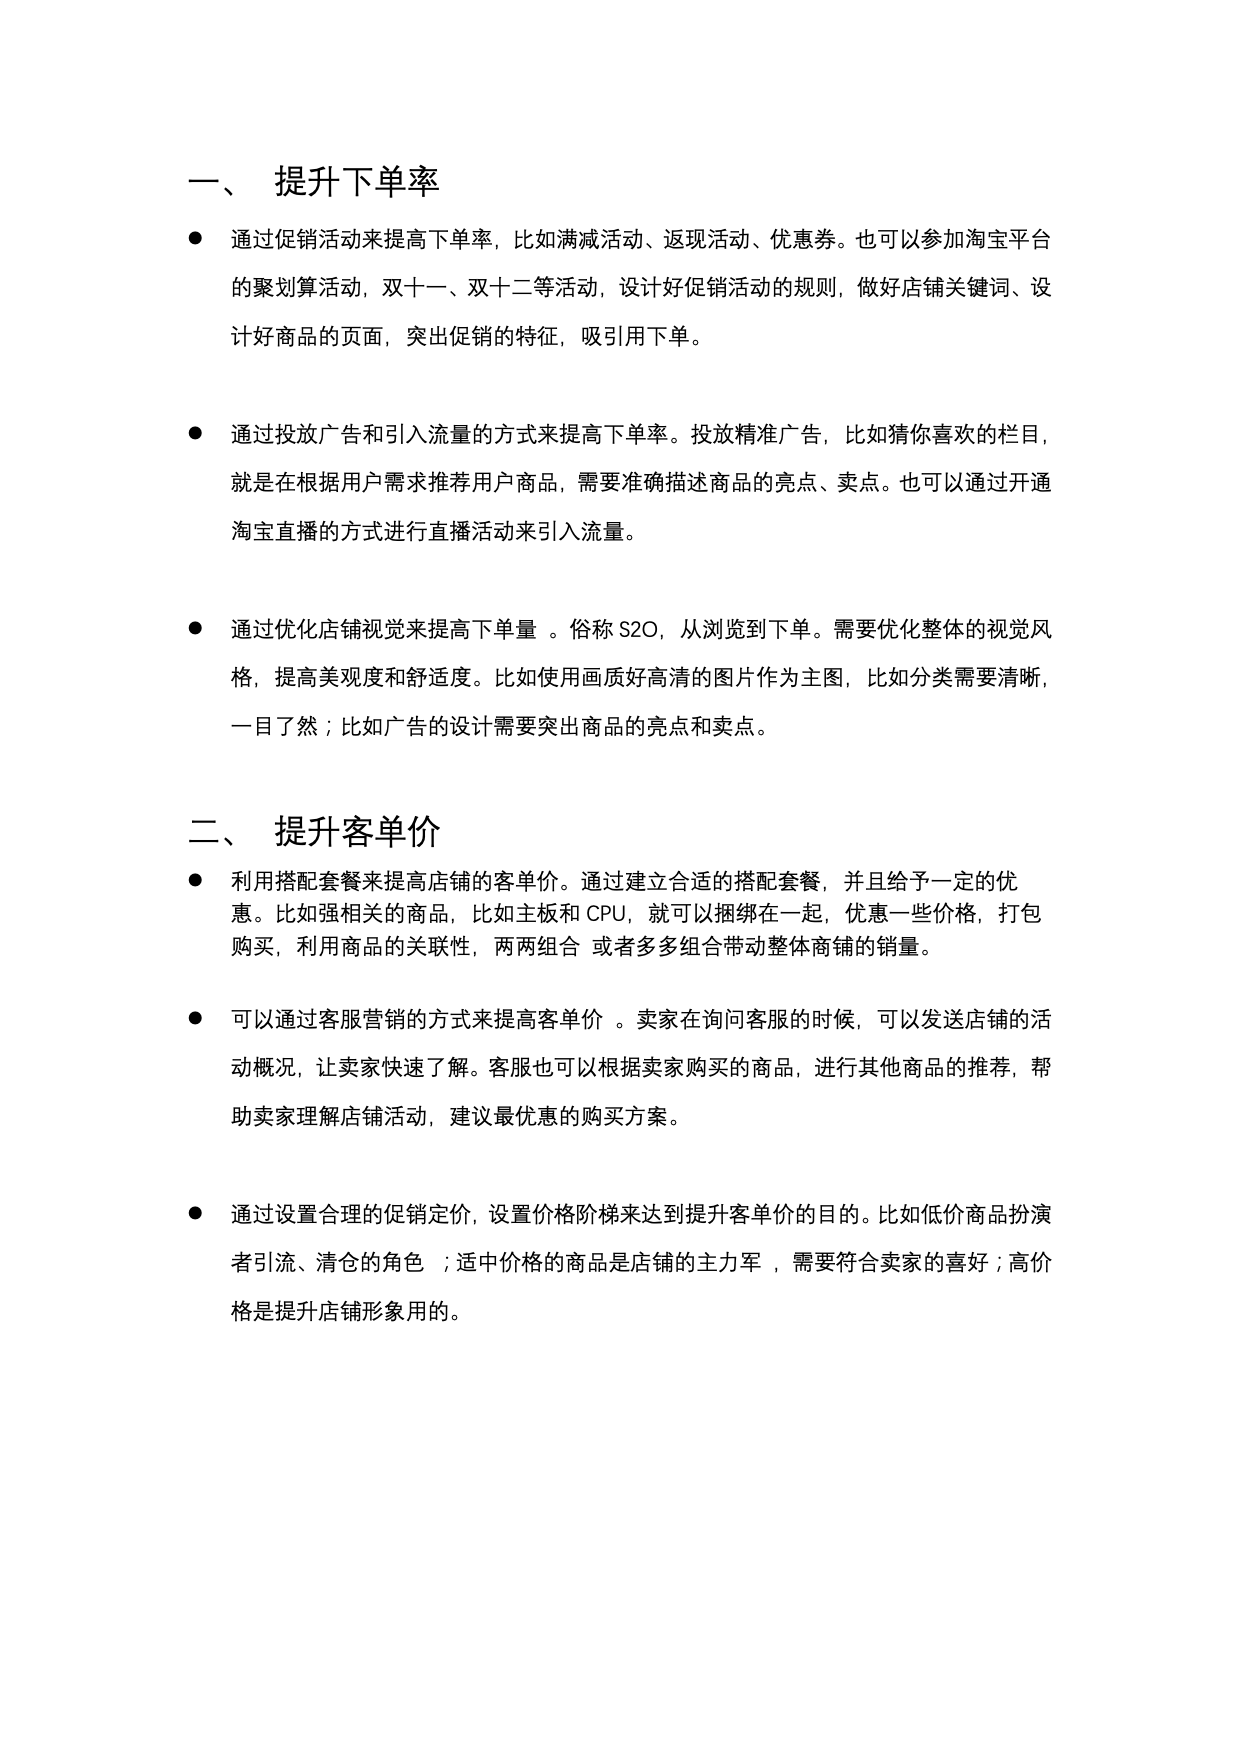 一、 提升下单率
● 通过促销活动来提高下单率，比如满减活动、返现活动、优惠券。也可以参加淘宝平台
的聚划算活动，双十一、双十二等活动，设计好促销活动的规则，做好店铺关键词、设
计好商品的页面，突出促销的特征，吸引用下单。
● 通过投放广告和引入流量的方式来提高下单率。投放精准广告，比如猜你喜欢的栏目，
就是在根据用户需求推荐用户商品，需要准确描述商品的亮点、卖点。也可以通过开通
淘宝直播的方式进行直播活动来引入流量。
● 通过优化店铺视觉来提高下单量 。俗称 S2O，从浏览到下单。需要优化整体的视觉风
格，提高美观度和舒适度。比如使用画质好高清的图片作为主图，比如分类需要清晰，
一目了然；比如广告的设计需要突出商品的亮点和卖点。
二、 提升客单价
● 利用搭配套餐来提高店铺的客单价。通过建立合适的搭配套餐，并且给予一定的优
惠。比如强相关的商品，比如主板和 CPU，就可以捆绑在一起，优惠一些价格，打包
购买，利用商品的关联性，两两组合 或者多多组合带动整体商铺的销量。
● 可以通过客服营销的方式来提高客单价 。卖家在询问客服的时候，可以发送店铺的活
动概况，让卖家快速了解。客服也可以根据卖家购买的商品，进行其他商品的推荐，帮
助卖家理解店铺活动，建议最优惠的购买方案。
● 通过设置合理的促销定价，设置价格阶梯来达到提升客单价的目的。比如低价商品扮演
者引流、清仓的角色 ；适中价格的商品是店铺的主力军 ，需要符合卖家的喜好；高价
格是提升店铺形象用的。